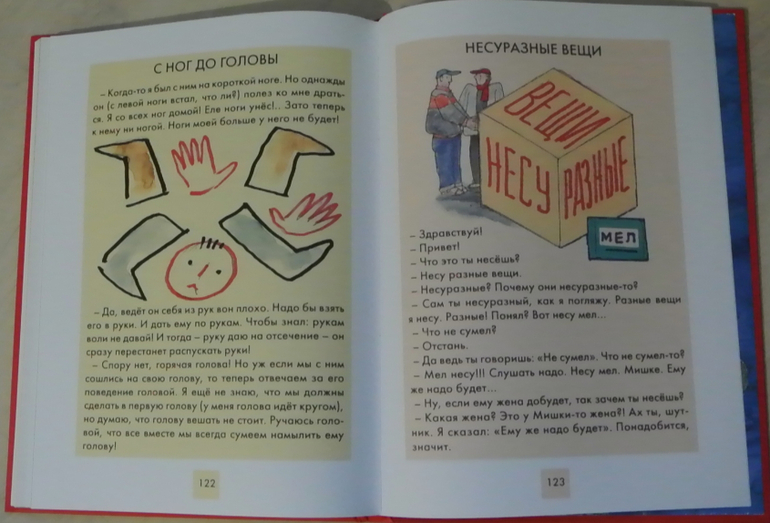 С НОГ ДО ГОЛОВЫ
– Когда-то я был с ним на короткой ноге. Но однажды
он (с левой ноги встал, что ли?) полез ко мне драть-
ся. Я со всех ног домой! Еле ноги унёс!.. Зато теперь
к нему ни ногой. Ноги моей больше у него не будет!
– Да, ведёт он себя из рук вон плохо. Надо бы взять
его в руки. И дать ему по рукам. Чтобы знал: рукам
воли не давай! И тогда – руку даю на отсечение – он
сразу перестанет распускать руки!
– Спору нет, горячая голова! Но уж если мы с ним
сошлись на свою голову, то теперь отвечаем за его
поведение головой. Я ещё не знаю, что мы должны
сделать в первую голову (у меня голова идёт кругом),
но думаю, что голову вешать не стоит. Ручаюсь голо-
вой, что все вместе мы всегда сумеем намылить ему
голову!
122
НЕСУРАЗНЫЕ ВЕЩИ
ВЕЩИ
НЕСУ
РАЗНЫЕ
МЕЛ
– Здравствуй!
– Привет!
– Что это ты несёшь?
– Несу разные вещи.
– Несуразные? Почему они несуразные-то?
– Сам ты несуразный, как я погляжу. Разные вещи
я несу. Разные! Понял? Вот несу мел...
– Что не сумел?
– Отстань.
– Да ведь ты говоришь: «Не сумел». Что не сумел-то?
– Мел несу!!! Слушать надо. Несу мел. Мишке. Ему
же надо будет...
– Ну, если ему жена добудет, так зачем ты несёшь?
– Какая жена? Это у Мишки-то жена?! Ах ты, шут-
ник. Я сказал: «Ему же надо будет». Понадобится,
значит.
123